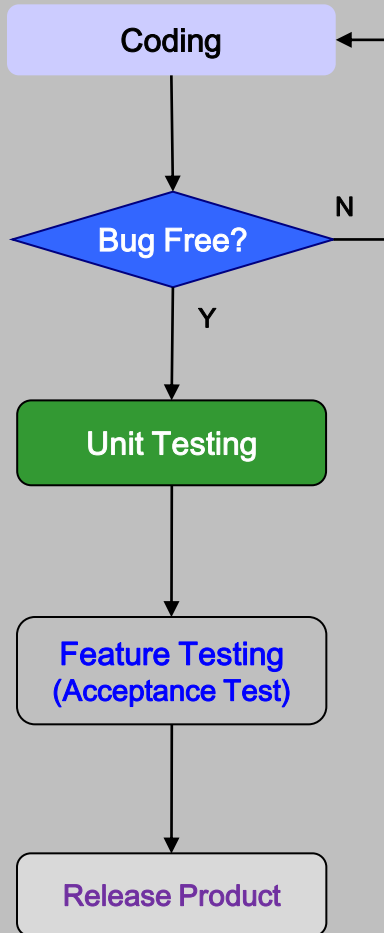 Coding
N
Bug Free?
Y
Unit Testing
Feature Testing
(Acceptance Test)
Release Product